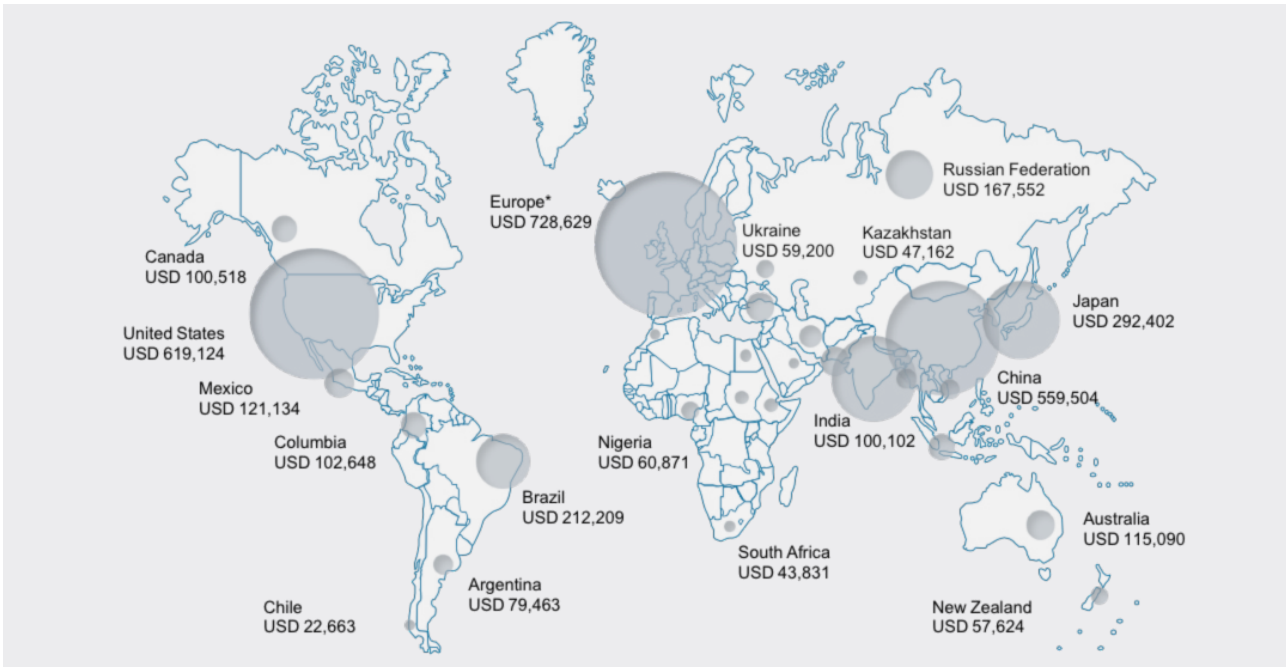 Russian Federation
USD 167,552
Europe*
USD 728,629
Ukraine
USD 59,200
Kazakhstan
USD 47,162
Canada
USD 100,518
Japan
USD 292,402
United States
USD 619,124
China
USD 559,504
Mexico
USD 121,134
India
USD 100,102
Columbia
USD 102,648
Nigeria
USD 60,871
Brazil
USD 212,209
Australia
USD 115,090
South Africa
USD 43,831
Argentina
USD 79,463
Chile
USD 22,663
New Zealand
USD 57,624